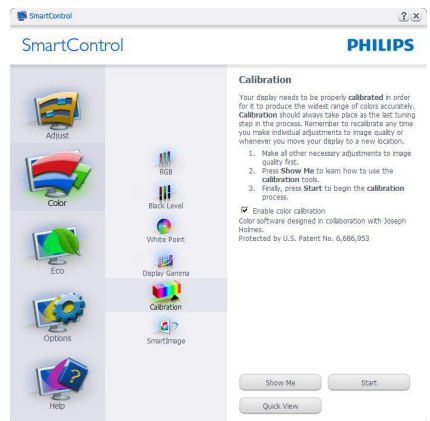 SmartControl
SmartControl
PHILIPS
Adjust
Color
Eco
Options
Help
RGB
Black Level
White Point
Display Gamma
Calibration
SmartImage
Calibration
Your display needs to be properly calibrated in order
for it to produce the widest range of colors accurately.
Calibration should always take place as the last tuning
step in the process. Remember to recalibrate any time
you make individual adjustments to image quality or
whenever you move your display to a new location.
1. Make all other necessary adjustments to image
quality first.
2. Press Show Me to learn how to use the
calibration tools.
3. Finally, press Start to begin the calibration
process.
Enable color calibration
Color software designed in collaboration with Joseph
Holmes.
Protected by U.S. Patent No. 6,686,953
Show Me
Start
Quick View